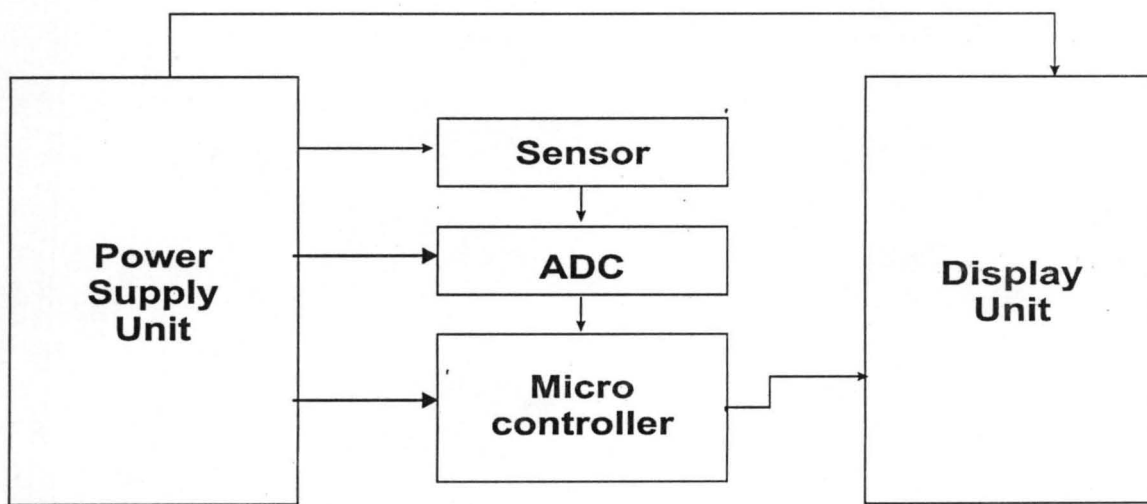 Power
Supply
Unit
Sensor
ADC
Micro
controller
Display
Unit